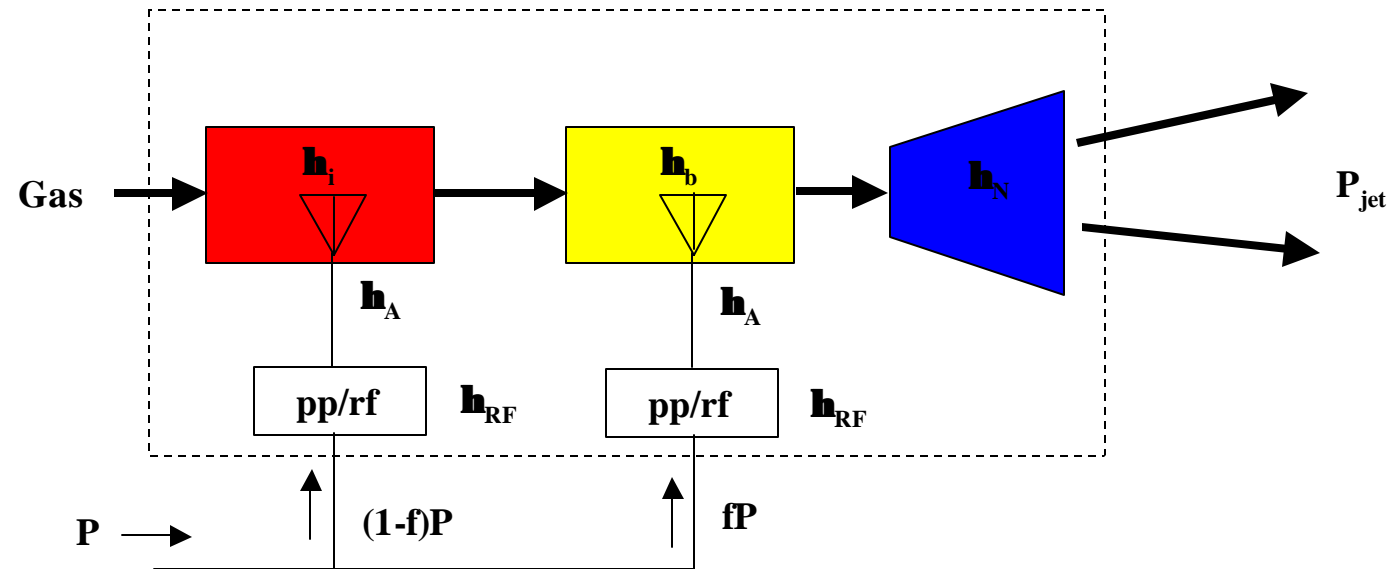 h_i
h_b
h_N
Gas
P_jet
h_A
h_A
pp/rf
h_RF
pp/rf
h_RF
P
(1-f)P
fP